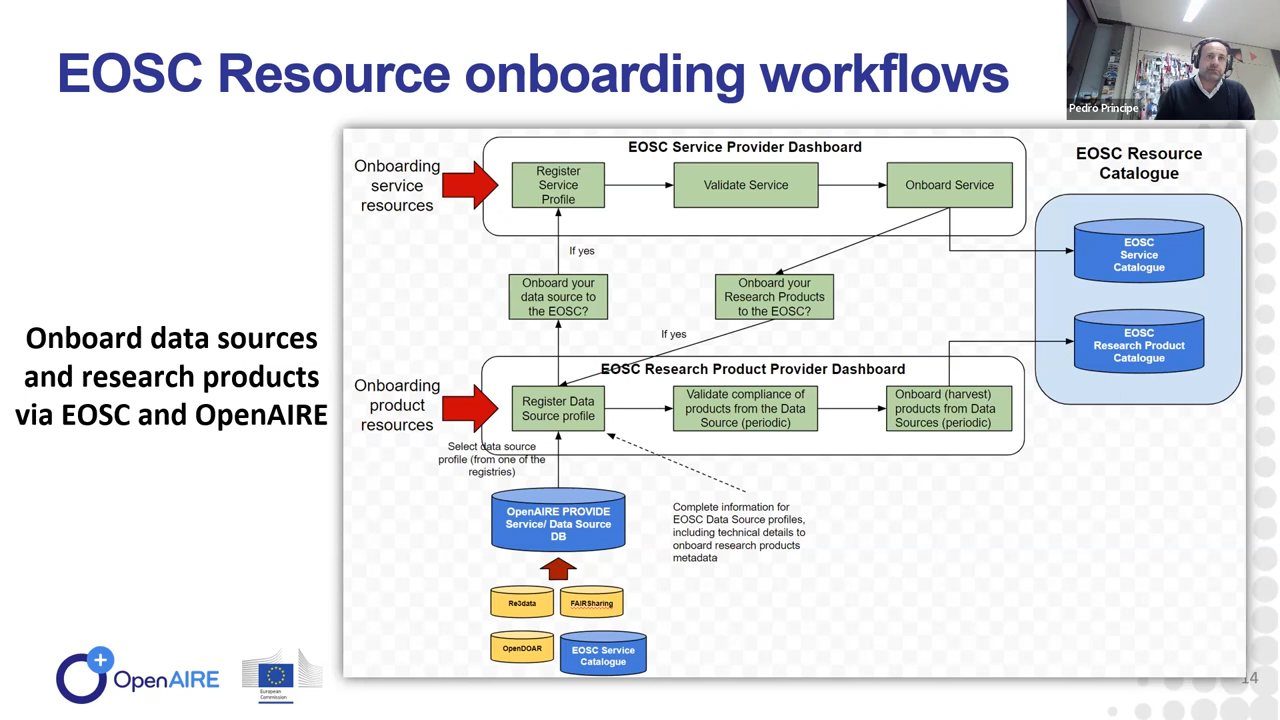 EOSC Resource onboarding workflows
Pedro Principe
Onboard data sources
and research products
via EOSC and OpenAIRE
Onboarding
service
resources
EOSC Service Provider Dashboard
Register
Service
Profile
Validate Service
Onboard Service
EOSC Resource
Catalogue
EOSC
Service
Catalogue
EOSC
Research Product
Catalogue
If yes
Onboard your
data source to
the EOSC?
Onboard your
Research Products
to the EOSC?
If yes
Onboarding
product
resources
EOSC Research Product Provider Dashboard
Register Data
Source profile
Validate compliance of
products from the Data
Source (periodic)
Onboard (harvest)
products from Data
Sources (periodic)
Select data source
profile (from one of the
registries)
OpenAIRE PROVIDE
Service/ Data Source
DB
Complete information for
EOSC Data Source profiles,
including technical details to
onboard research products
metadata
Re3data
FAIRSharing
OpenDOAR
EOSC Service
Catalogue
OpenAIRE
European
Commission
14